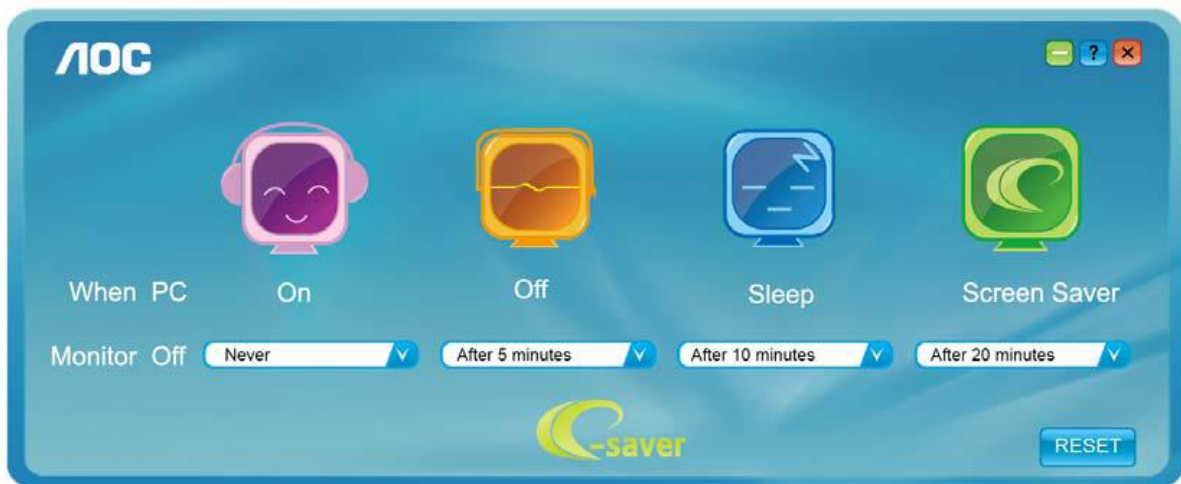 AOC
?
When PC On Off Sleep Screen Saver
Monitor Off Never After 5 minutes After 10 minutes After 20 minutes
e-saver
RESET